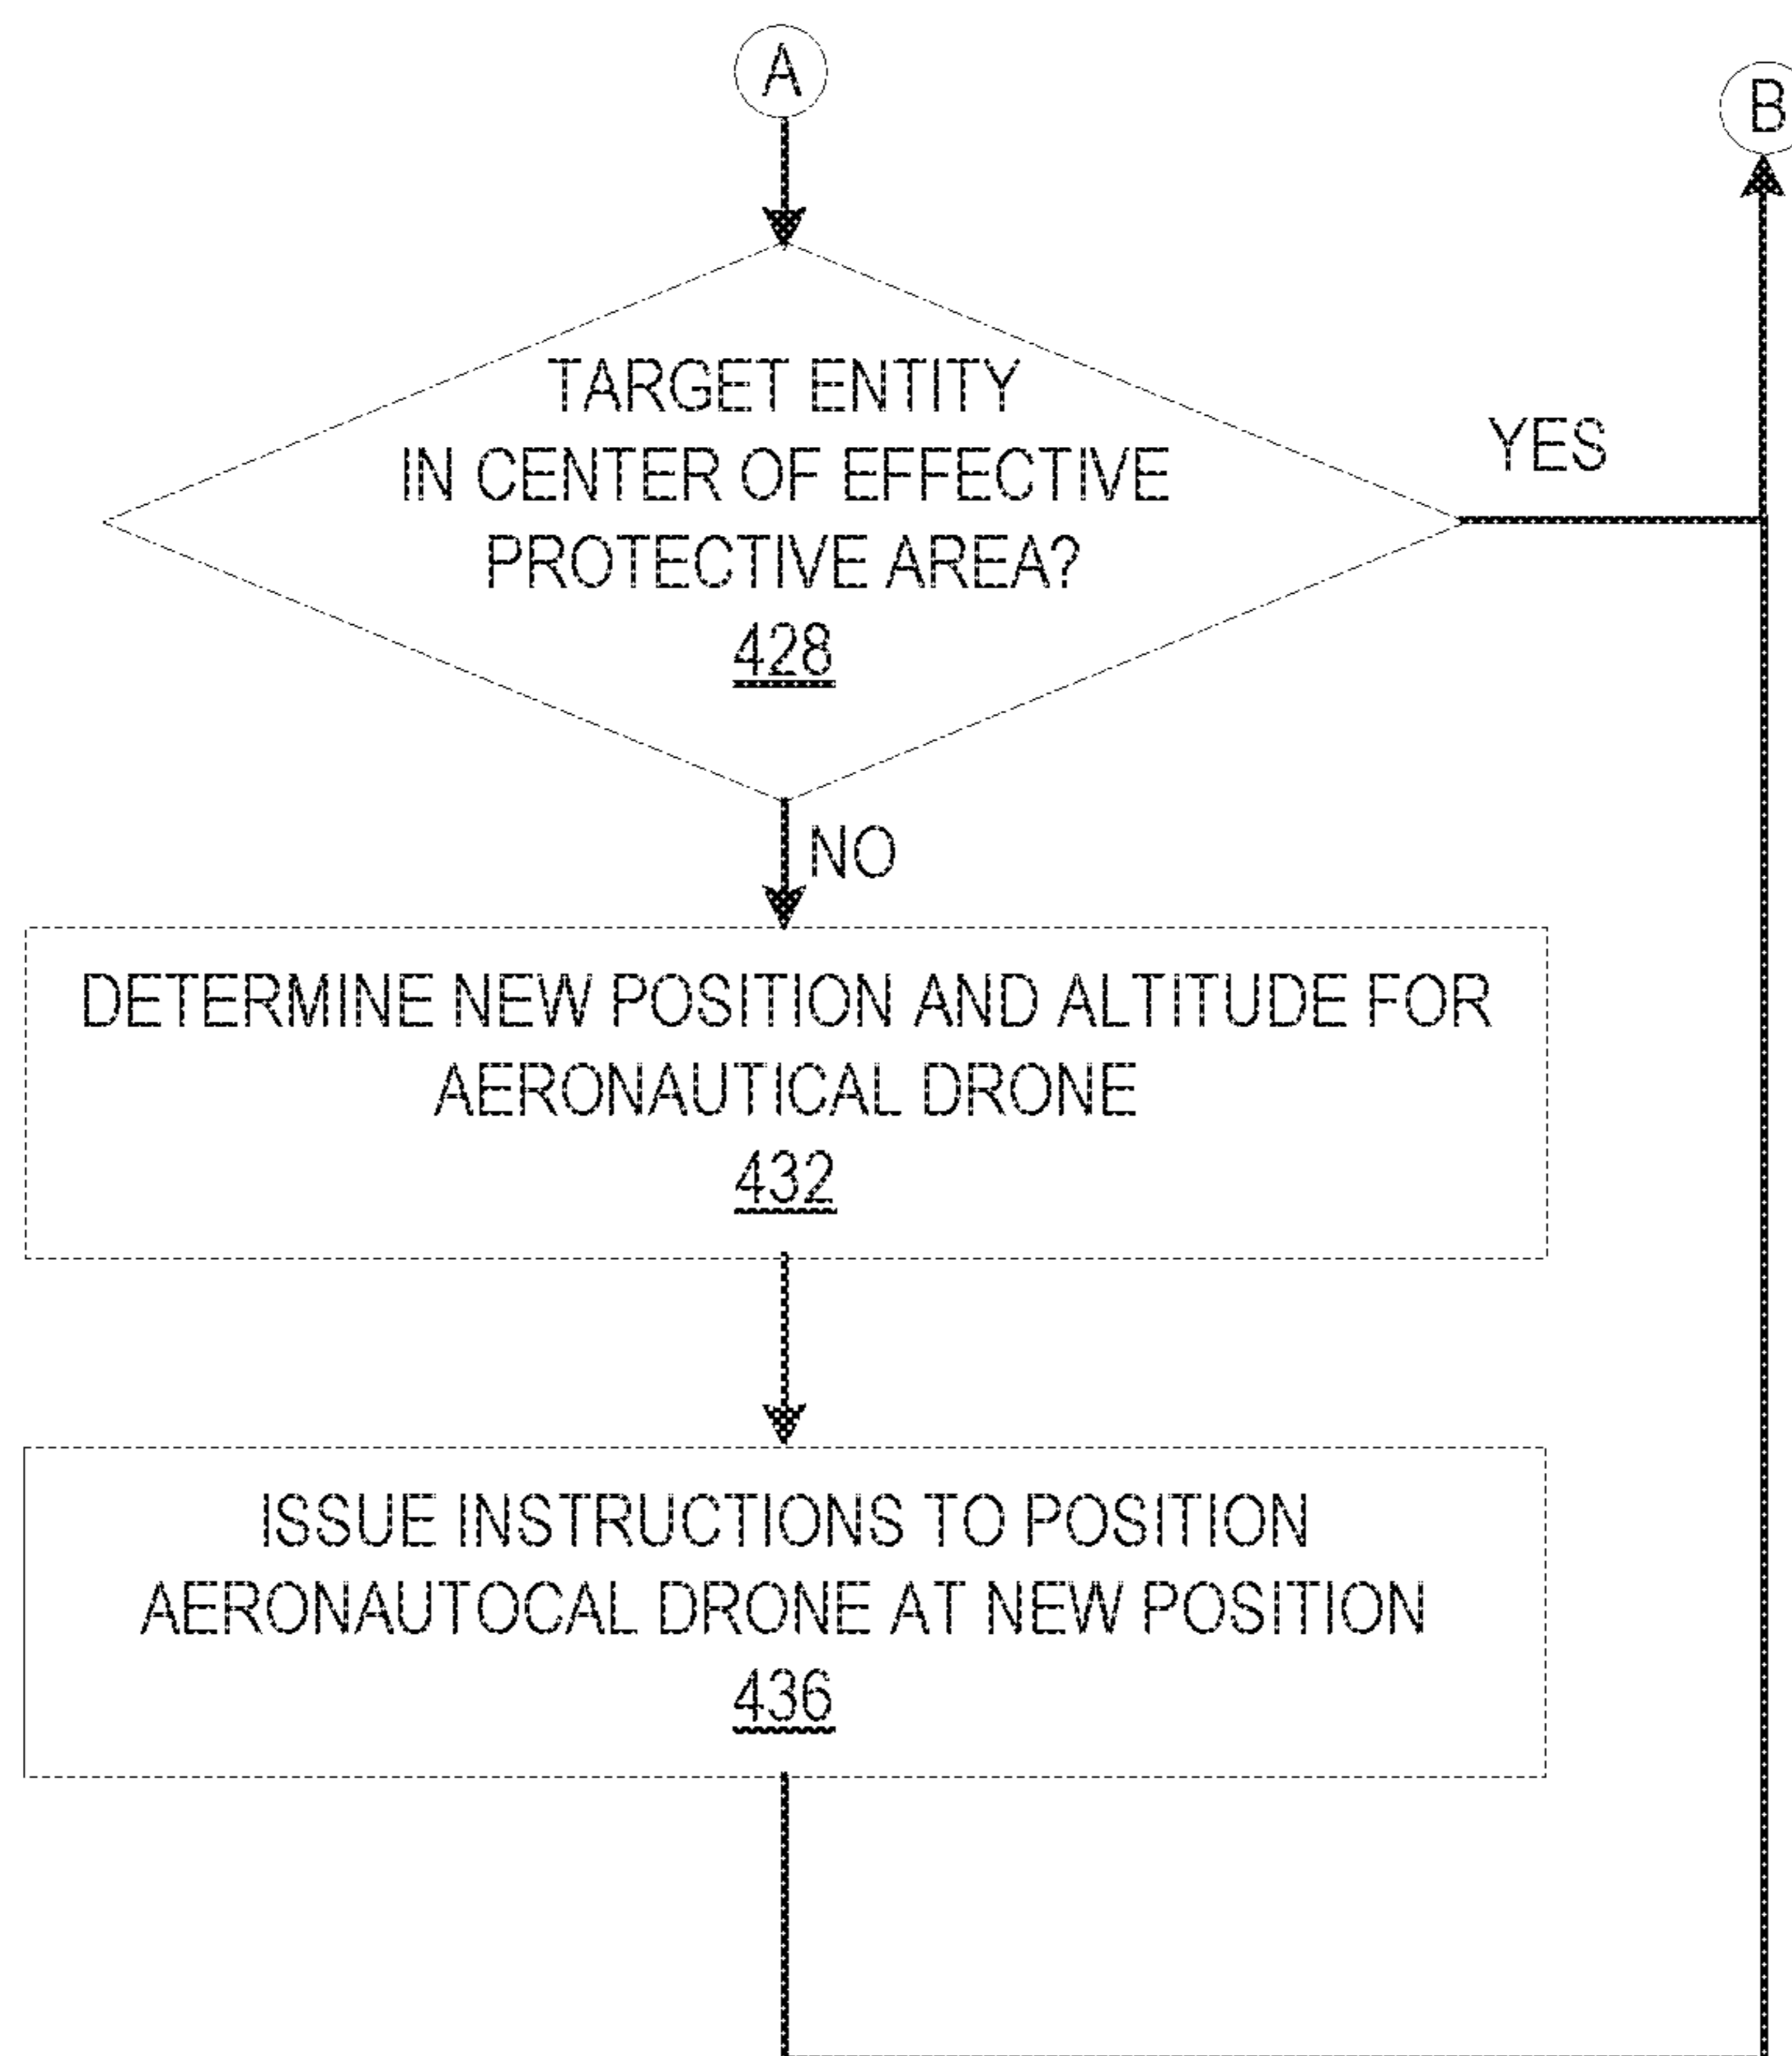 A
B
TARGET ENTITY
IN CENTER OF EFFECTIVE
PROTECTIVE AREA?
428
YES
NO
DETERMINE NEW POSITION AND ALTITUDE FOR
AERONAUTICAL DRONE
432
ISSUE INSTRUCTIONS TO POSITION
AERONAUTOCAL DRONE AT NEW POSITION
436